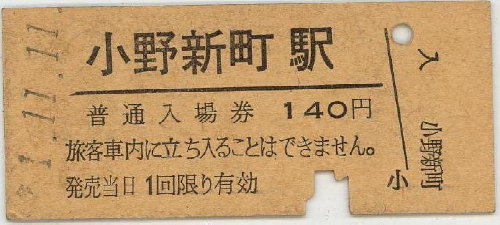 1.11.11
小野新町駅
普通入場券 140円
旅客車内に立ち入ることはできません。
発売当日1回限り有効
入
小野新町
小